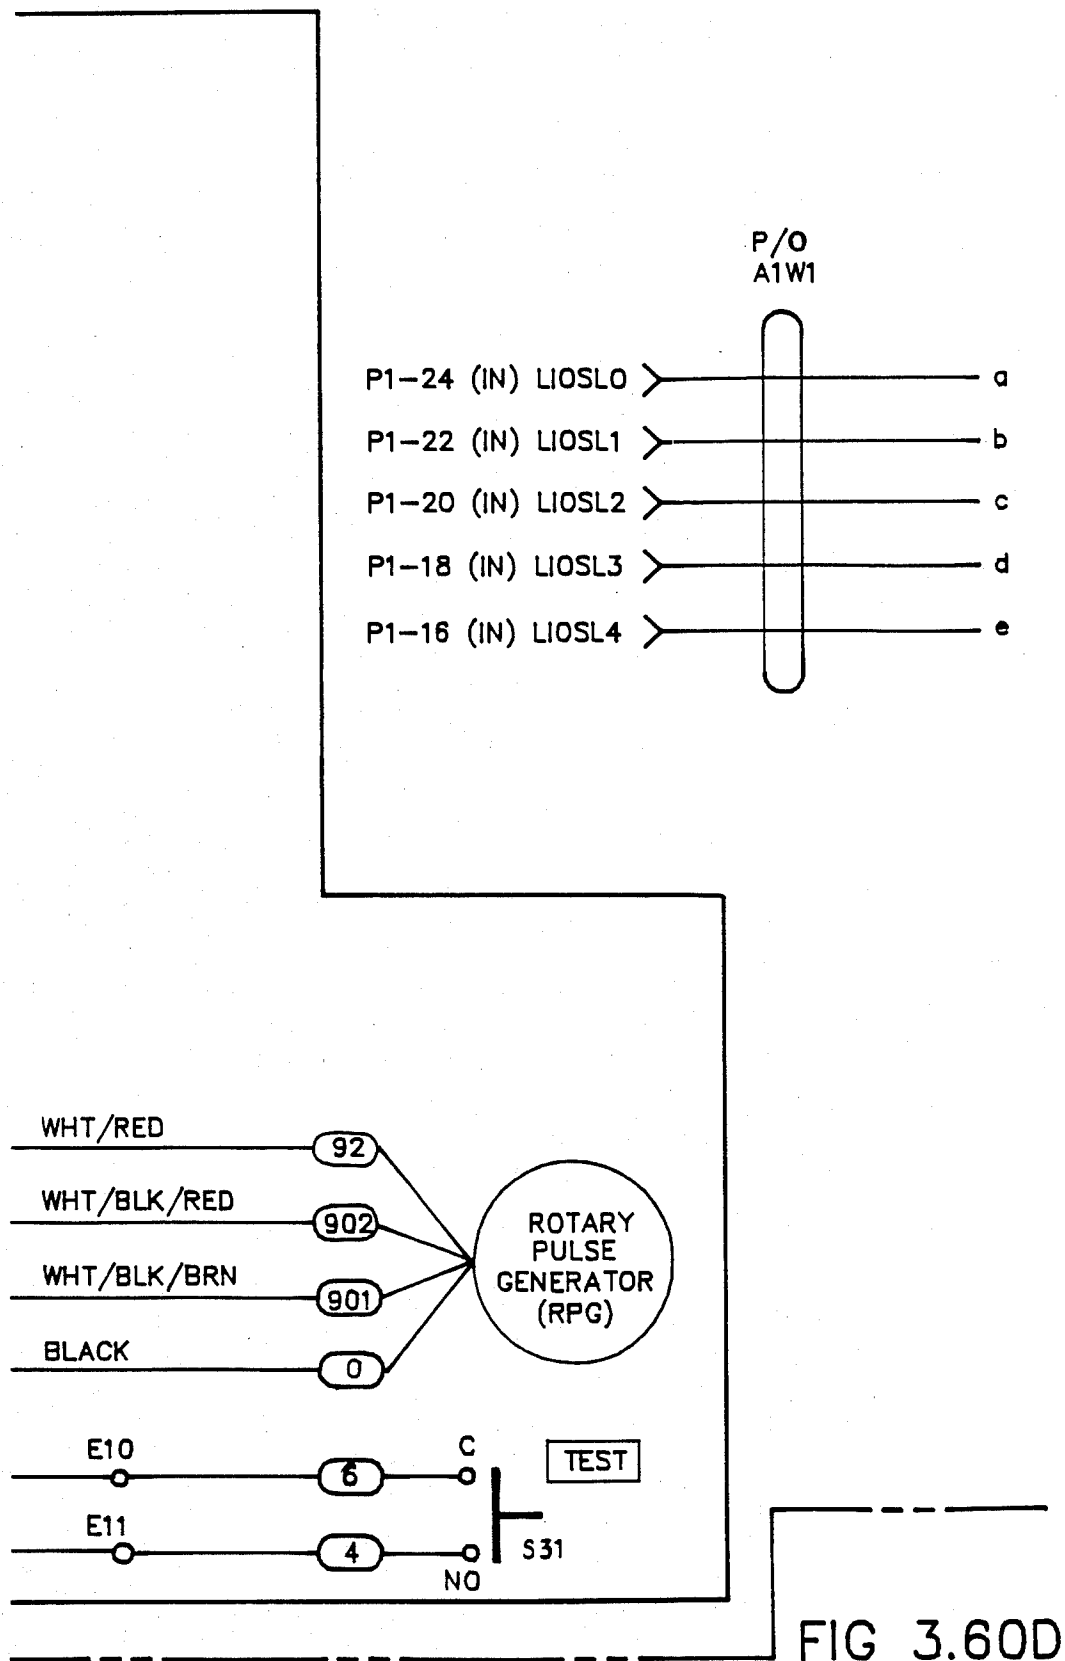 P/O
A1W1
P1-24 (IN) LIOSL0 a
P1-22 (IN) LIOSL1 b
P1-20 (IN) LIOSL2 c
P1-18 (IN) LIOSL3 d
P1-16 (IN) LIOSL4 e
WHT/RED 92
WHT/BLK/RED 902
WHT/BLK/BRN 901
BLACK 0
ROTARY
PULSE
GENERATOR
(RPG)
E10 6 C TEST
E11 4 NO S31
FIG 3.60D